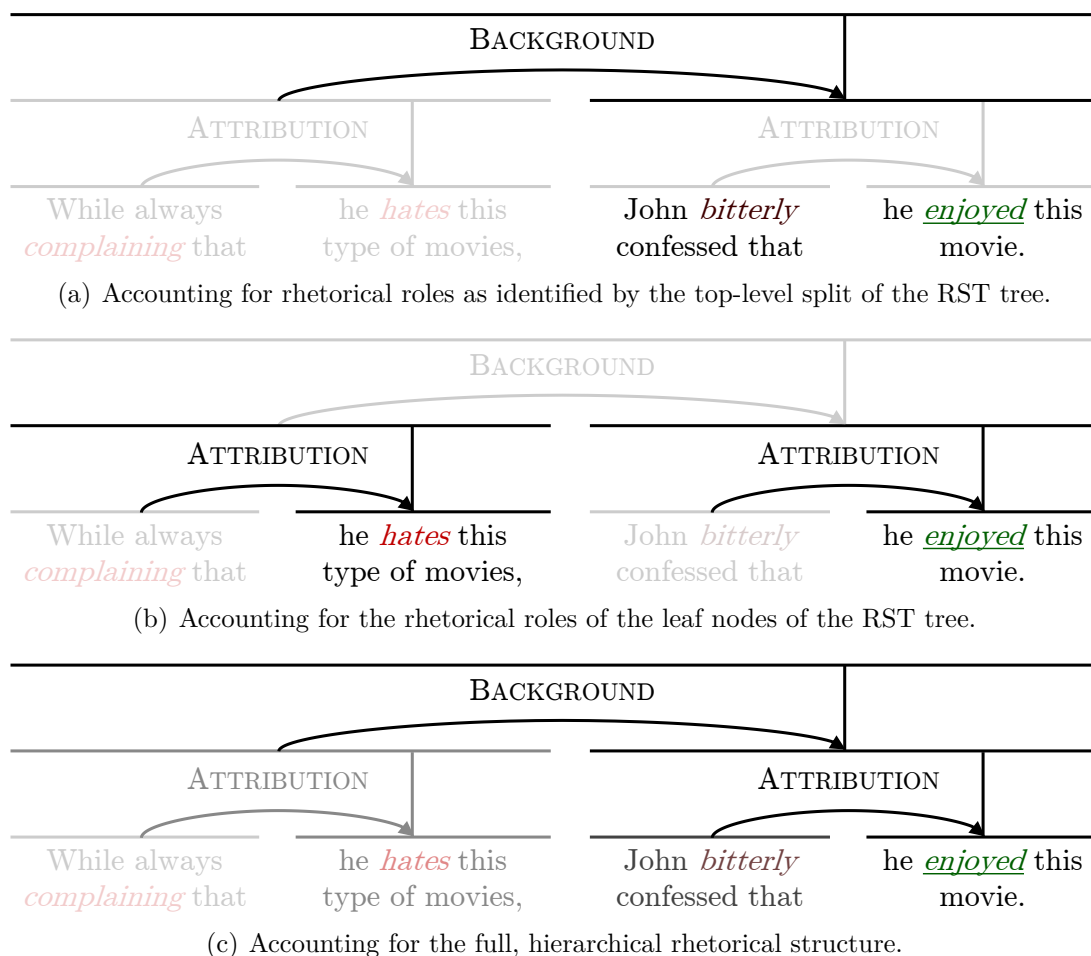 BACKGROUND
ATTRIBUTION ATTRIBUTION
While always he hates this John bitterly he enjoyed this
complaining that type of movies, confessed that movie.
(a) Accounting for rhetorical roles as identified by the top-level split of the RST tree.
BACKGROUND
ATTRIBUTION ATTRIBUTION
While always he hates this John bitterly he enjoyed this
complaining that type of movies, confessed that movie.
(b) Accounting for the rhetorical roles of the leaf nodes of the RST tree.
BACKGROUND
ATTRIBUTION ATTRIBUTION
While always he hates this John bitterly he enjoyed this
complaining that type of movies, confessed that movie.
(c) Accounting for the full, hierarchical rhetorical structure.